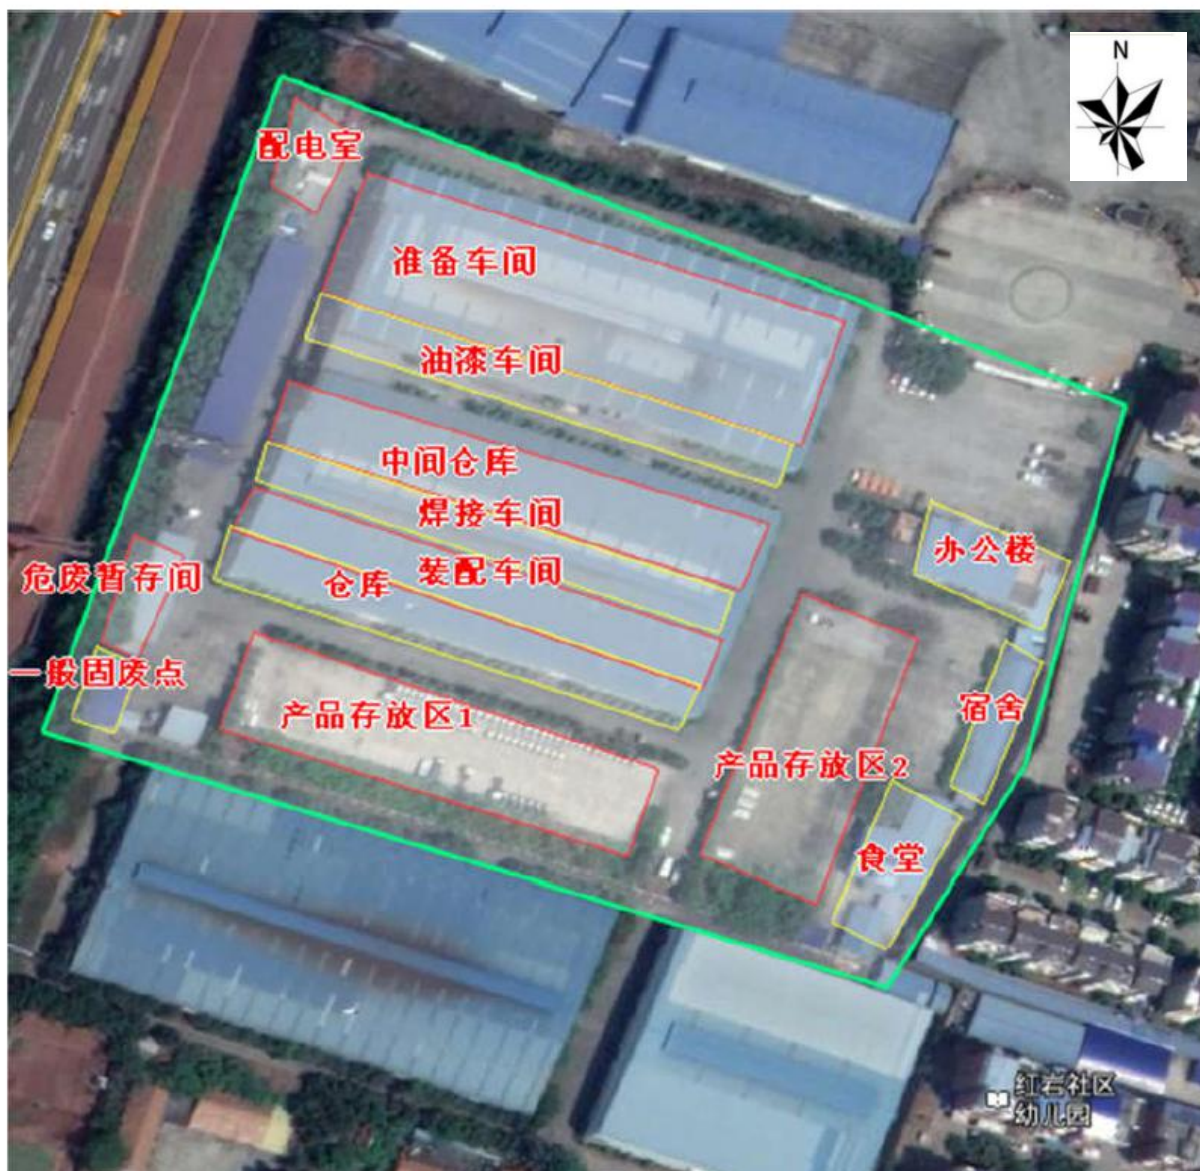 N
配电室
准备车间
油漆车间
中间仓库
焊接车间
装配车间
仓库
办公楼
危废暂存间
一般固废点
宿舍
产品存放区1
产品存放区2
食堂
红岩社区
幼儿园